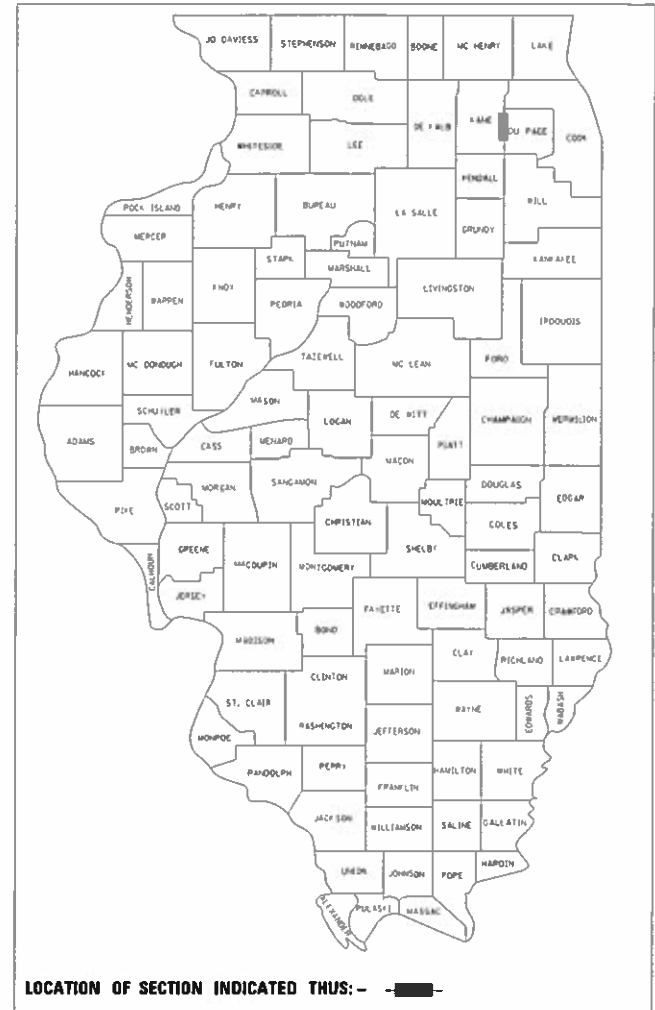 JO DAVIESS STEPHENSON WINNEBAGO BOONE MC HENRY LAKE
CARROLL OGLE DE KALB KANE DU PAGE COOK
WHITESIDE LEE
KENDALL WILL
ROCK ISLAND HENRY BUREAU LA SALLE GRUNDY
MERCER PUTNAM KANKAKEE
STARK MARSHALL
HENDERSON WARREN KNOX PEORIA WOODFORD LIVINGSTON IROQUOIS
TAZEWELL MC LEAN FORD
HANCOCK MC DONOUGH FULTON
MASON
SCHUYLER LOGAN DE WITT CHAMPAIGN VERMILION
ADAMS BROWN CASS MENARD MACON PIATT
MORGAN SANGAMON DOUGLAS
PIKE SCOTT MOULTRIE EDGAR
CHRISTIAN COLES
GREENE MACOUPIN MONTGOMERY SHELBY CUMBERLAND CLARK
CALHOUN JERSEY
FAYETTE EFFINGHAM JASPER CRAWFORD
MADISON BOND
CLAY RICHLAND LAWRENCE
CLINTON MARION
ST. CLAIR WAYNE EDWARDS WABASH
WASHINGTON JEFFERSON
MONROE
RANDOLPH PERRY HAMILTON WHITE
FRANKLIN
JACKSON WILLIAMSON SALINE GALLATIN
UNION JOHNSON POPE HARDIN
ALEXANDER PULASKI MASSAC
LOCATION OF SECTION INDICATED THUS: -